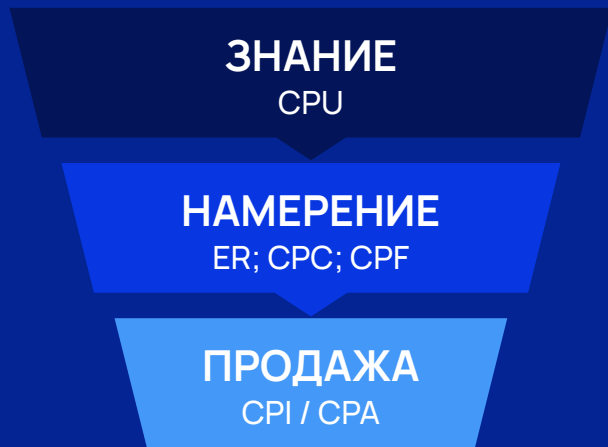 ЗНАНИЕ
CPU
НАМЕРЕНИЕ
ER; CPC; CPF
ПРОДАЖА
CPI / CPA